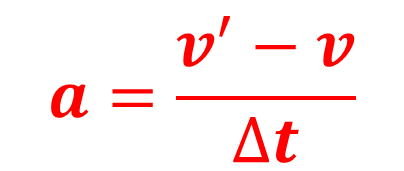 a = (v′ − v) / Δt